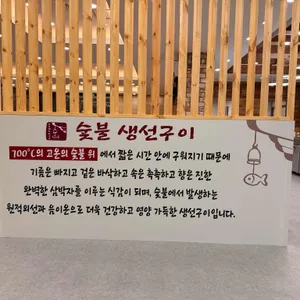 숯불 생선구이
700℃의 고온의 숯불 위 에서 짧은 시간 안에 구워지기 때문에
기름은 빠지고 겉은 바삭하고 속은 촉촉하고 향은 진한
완벽한 삼박자를 이루는 식감이 되며, 숯불에서 발생하는
원적외선과 음이온으로 더욱 건강하고 영양 가득한 생선구이입니다.